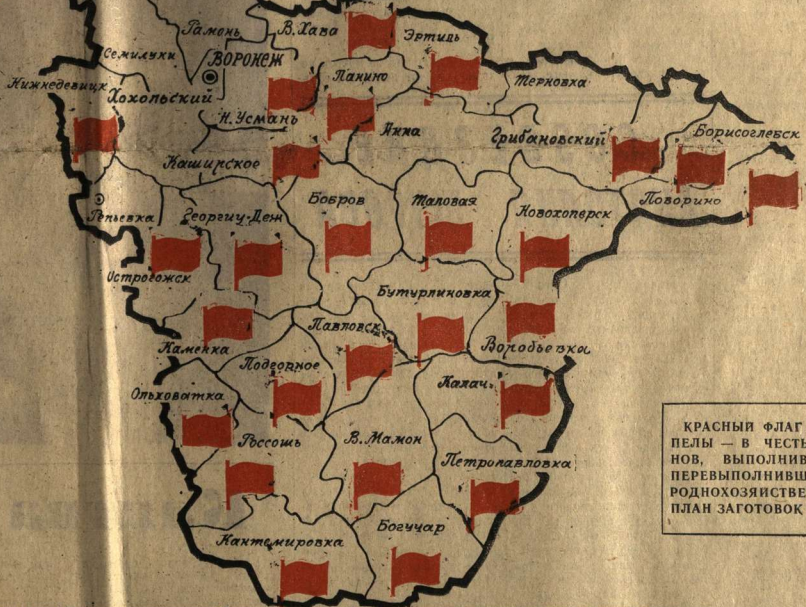 Рамонь
В. Хава
Эртиль
Семилуки
ВОРОНЕЖ
Панино
Терновка
Нижнедевицк
Хохольский
Н. Усмань
Анна
Грибановский
Борисоглевск
Каширское
Репьевка
Георгиу-Деж
Бобров
Таловая
Новохоперск
Поворино
Острогожск
Бутурлиновка
Павловск
Каменка
Воробьевка
Подгорное
Калач
Ольховатка
Россошь
В. Мамон
Петропавловка
Кантемировка
Богучар
КРАСНЫЙ ФЛАГ
ПЕЛЫ — В ЧЕСТЬ
НОВ, ВЫПОЛНИВ
ПЕРЕВЫПОЛНИВШ
РОДНОХОЗЯЙСТВЕ
ПЛАН ЗАГОТОВОК